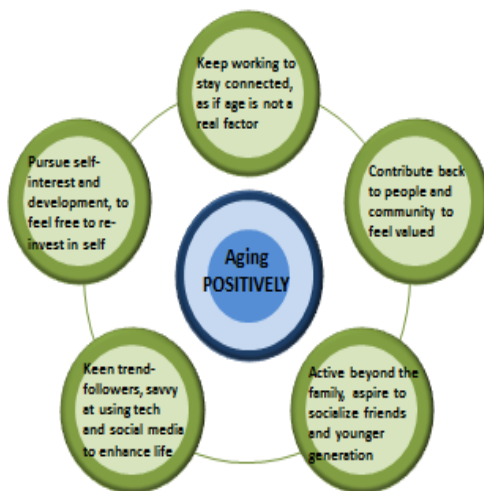 Keep working to
stay connected,
as if age is not a
real factor
Contribute back
to people and
community to
feel valued
Active beyond the
family, aspire to
socialize friends
and younger
generation
Keen trend-
followers, savvy
at using tech
and social media
to enhance life
Pursue self-
interest and
development, to
feel free to re-
invest in self
Aging
POSITIVELY